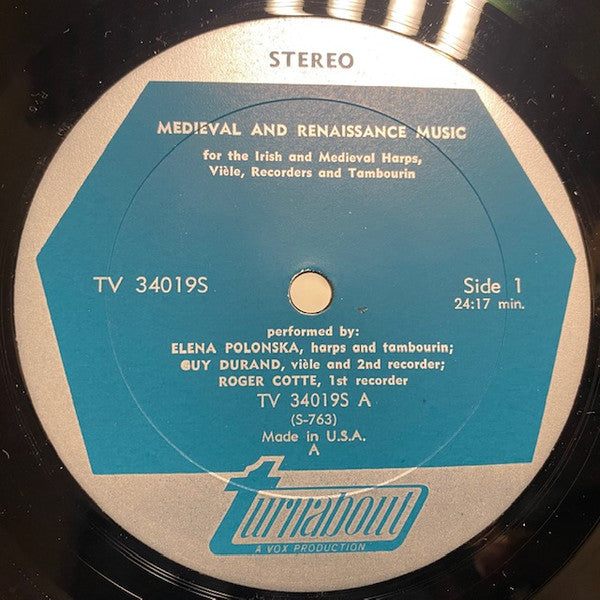 STEREO
MEDIEVAL AND RENAISSANCE MUSIC
for the Irish and Medieval Harps,
Vièle, Recorders and Tambourin
TV 34019S
Side 1
24:17 min.
performed by:
ELENA POLONSKA, harps and tambourin;
GUY DURAND, vièle and 2nd recorder;
ROGER COTTE, 1st recorder
TV 34019S A
(S-763)
Made in U.S.A.
A
turnabout
A VOX PRODUCTION